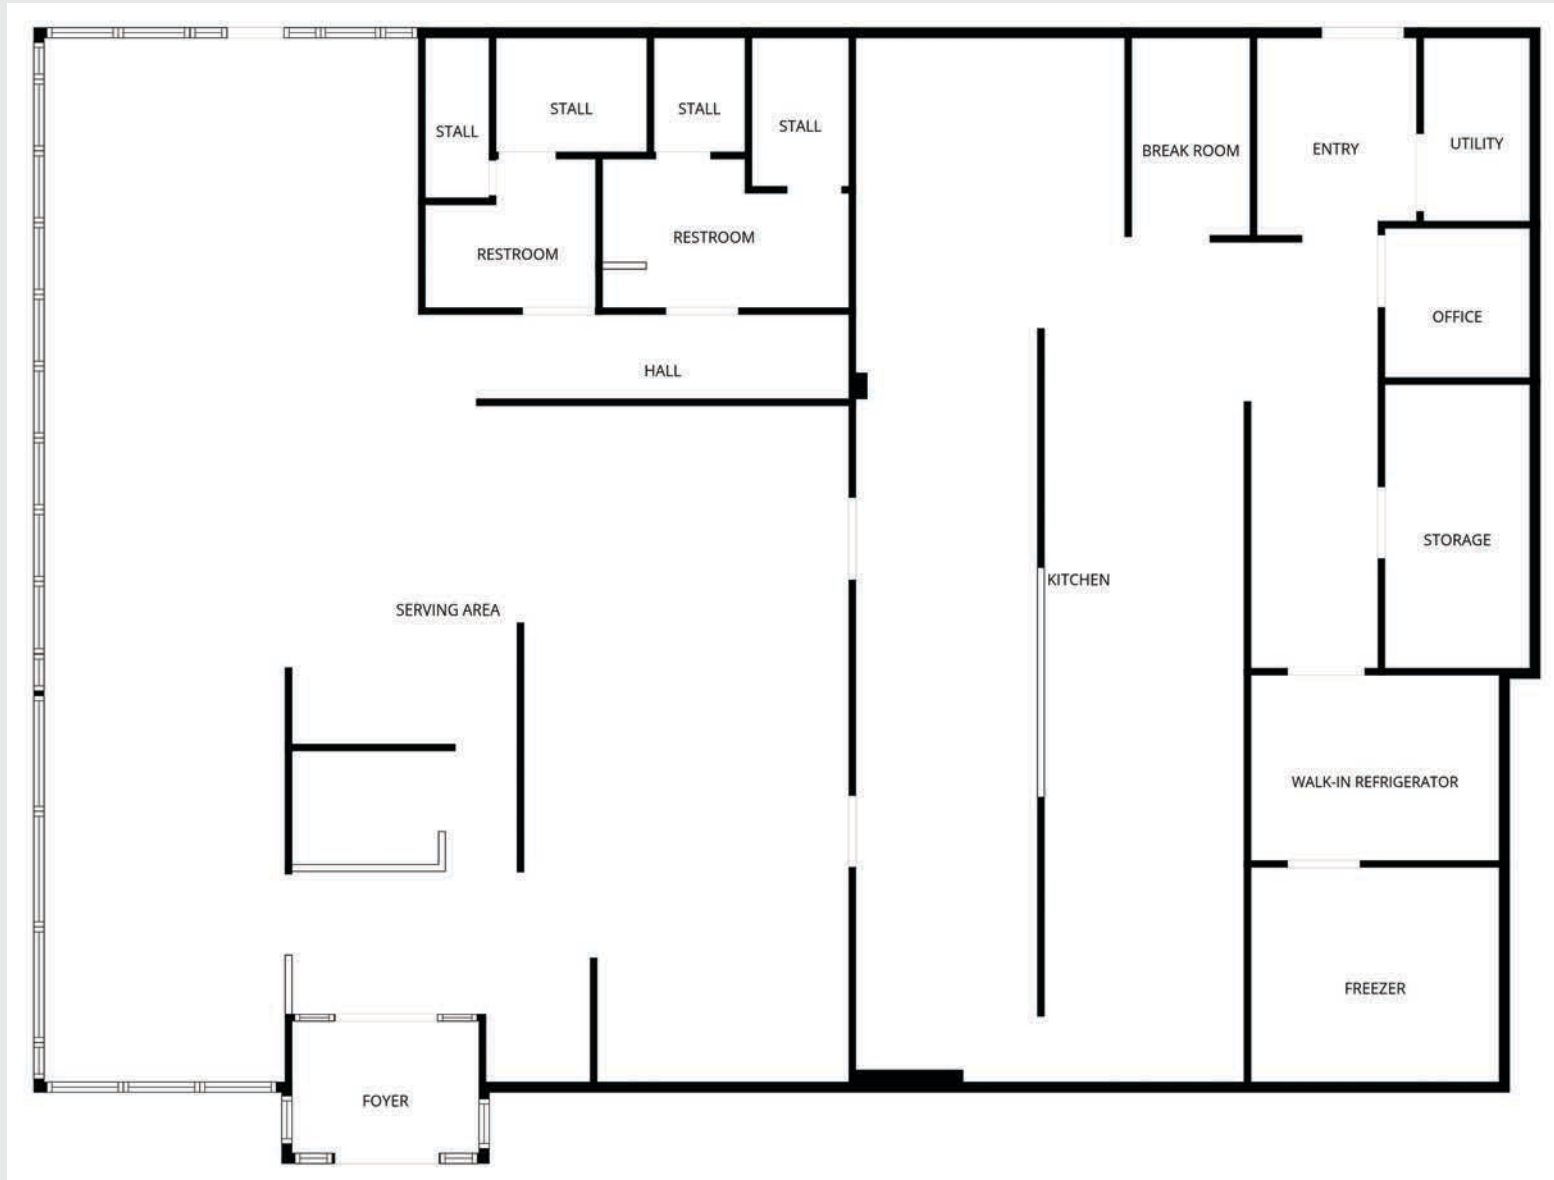 STALL
STALL
STALL
STALL
BREAK ROOM
ENTRY
UTILITY
RESTROOM
RESTROOM
OFFICE
HALL
STORAGE
KITCHEN
SERVING AREA
WALK-IN REFRIGERATOR
FREEZER
FOYER